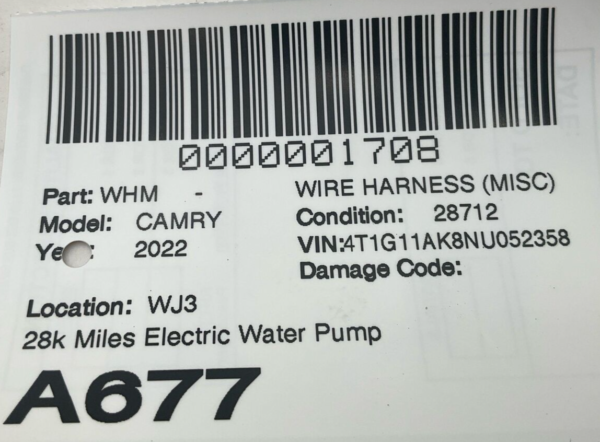 0000001708
Part: WHM - WIRE HARNESS (MISC)
Model: CAMRY Condition: 28712
2022 VIN:4T1G11AK8NU052358
Damage Code:
Location: WJ3
28k Miles Electric Water Pump
A677